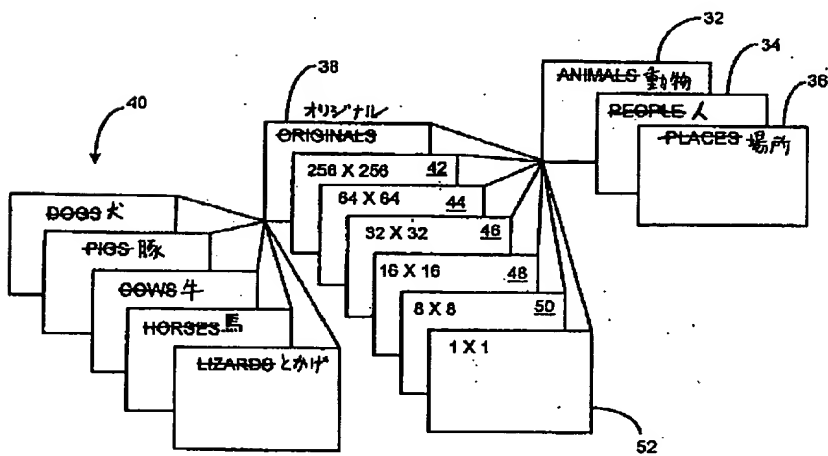 32
34
36
38
40
ANIMALS 動物
PEOPLE 人
PLACES 場所
オリジナル
ORIGINALS
256 X 256 42
64 X 64 44
32 X 32 46
16 X 16 48
8 X 8 50
1 X 1
52
DOGS 犬
PIGS 豚
COWS 牛
HORSES 馬
LIZARDS とかげ